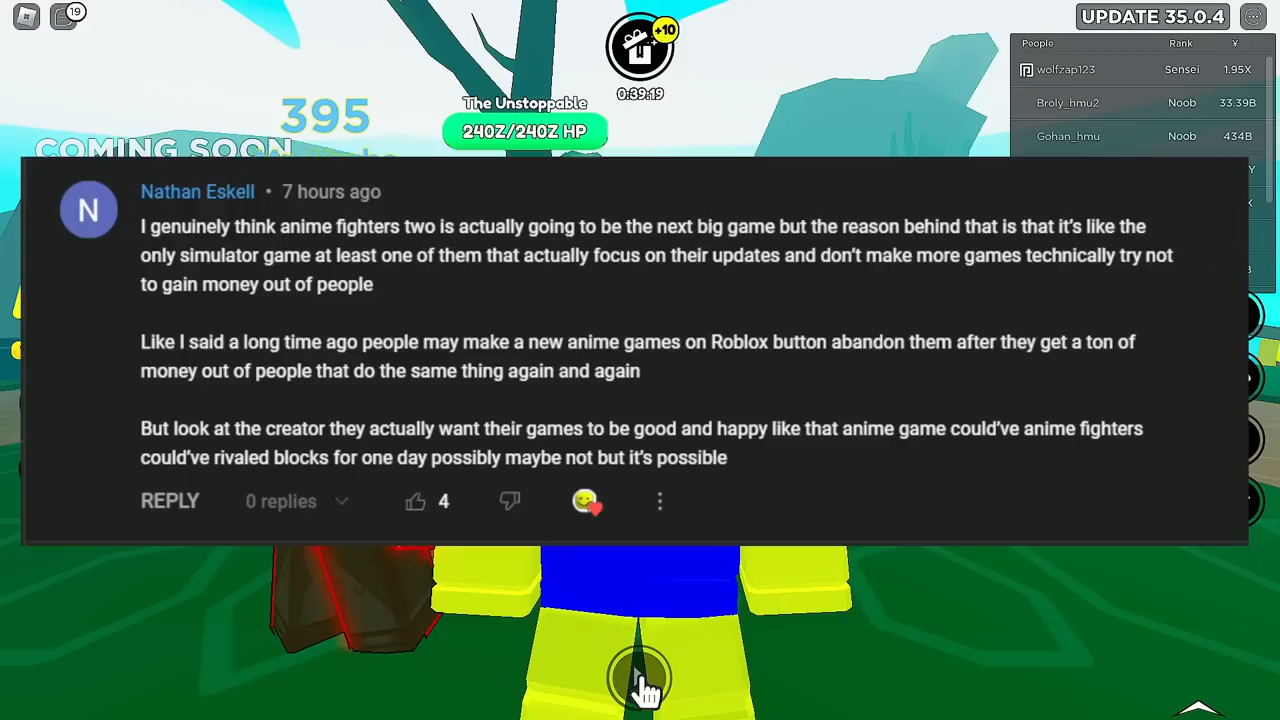 19
+10
UPDATE 35.0.4
0:39:19
People Rank ¥
wolfzap123 Sensei 1.95X
Broly_hmu2 Noob 33.39B
Gohan_hmu Noob 434B
The Unstoppable
240Z/240Z HP
395
COMING SOON
N
Nathan Eskell • 7 hours ago
I genuinely think anime fighters two is actually going to be the next big game but the reason behind that is that it's like the
only simulator game at least one of them that actually focus on their updates and don't make more games technically try not
to gain money out of people
Like I said a long time ago people may make a new anime games on Roblox button abandon them after they get a ton of
money out of people that do the same thing again and again
But look at the creator they actually want their games to be good and happy like that anime game could've anime fighters
could've rivaled blocks for one day possibly maybe not but it's possible
REPLY 0 replies 4